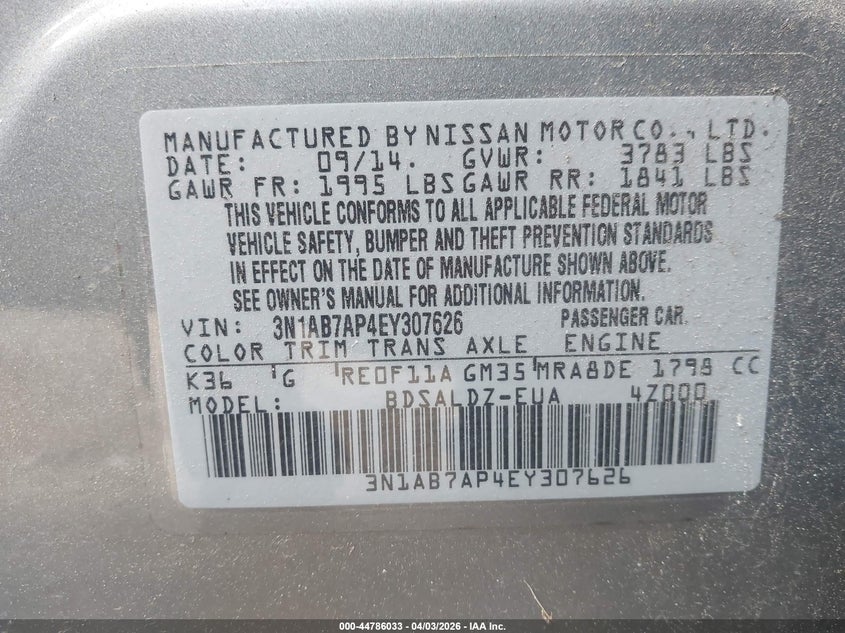 MANUFACTURED BY NISSAN MOTOR CO., LTD.
DATE: 09/14. GVWR: 3783 LBS
GAWR FR: 1995 LBS GAWR RR: 1841 LBS
THIS VEHICLE CONFORMS TO ALL APPLICABLE FEDERAL MOTOR
VEHICLE SAFETY, BUMPER AND THEFT PREVENTION STANDARDS
IN EFFECT ON THE DATE OF MANUFACTURE SHOWN ABOVE.
SEE OWNER'S MANUAL FOR ADDITIONAL INFORMATION.
VIN: 3N1AB7AP4EY307626 PASSENGER CAR.
COLOR TRIM TRANS AXLE ENGINE
K36 G RE0F11A GM35 MRA8DE 1798 CC
MODEL: BDSALDZ-EUA 4Z000
3N1AB7AP4EY307626
000-44786033 - 04/03/2026 - IAA Inc.